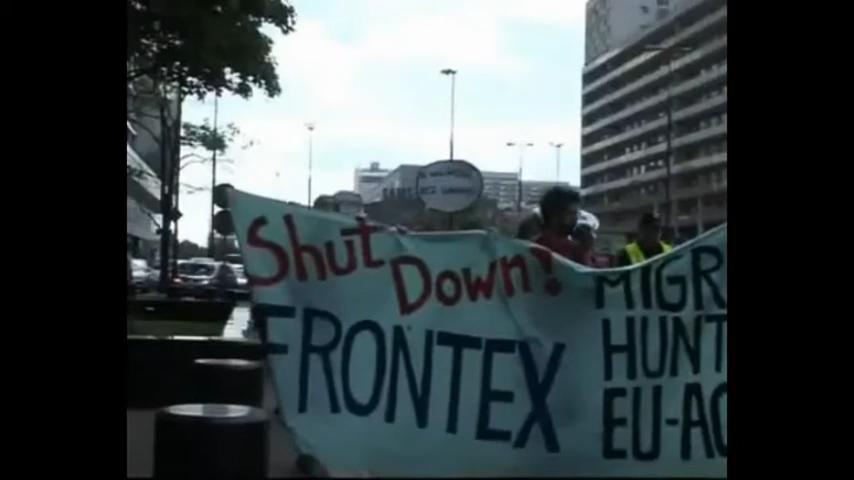 Shut Down!
FRONTEX
MIGR
HUNT
EU-AG